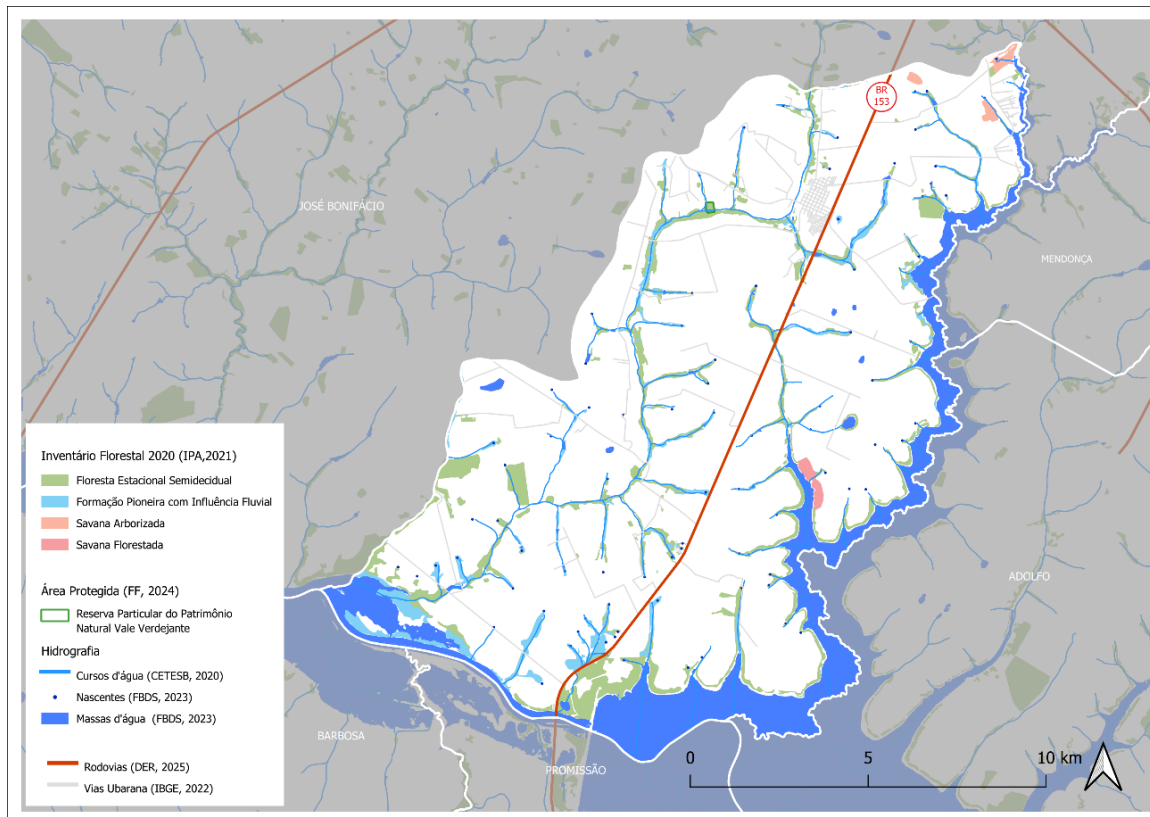 BR
153
JOSÉ BONIFÁCIO
MENDONÇA
ADOLFO
BARBOSA
PROMISSÃO
Inventário Florestal 2020 (IPA,2021)
Floresta Estacional Semidecidual
Formação Pioneira com Influência Fluvial
Savana Arborizada
Savana Florestada
Área Protegida (FF, 2024)
Reserva Particular do Patrimônio
Natural Vale Verdejante
Hidrografia
Cursos d'água (CETESB, 2020)
Nascentes (FBDS, 2023)
Massas d'água (FBDS, 2023)
Rodovias (DER, 2025)
Vias Ubarana (IBGE, 2022)
0 5 10 km